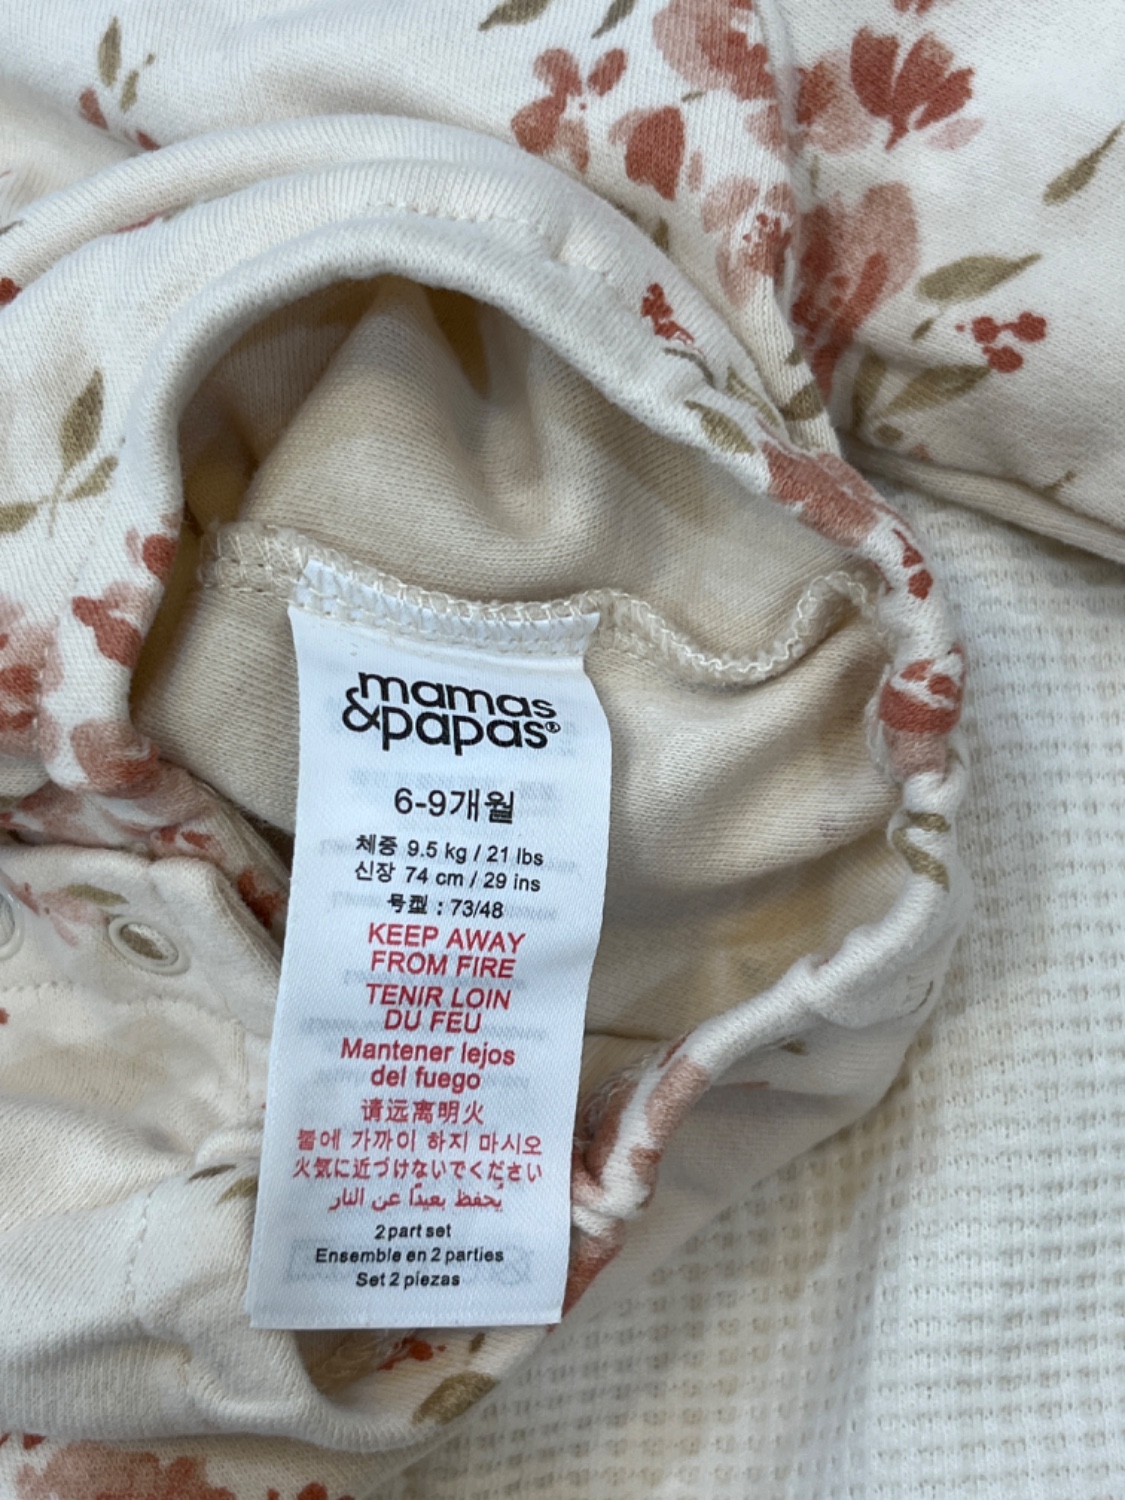 mamas
&papas®
6-9개월
체중 9.5 kg / 21 lbs
신장 74 cm / 29 ins
号型 : 73/48
KEEP AWAY
FROM FIRE
TENIR LOIN
DU FEU
Mantener lejos
del fuego
请远离明火
불에 가까이 하지 마시오
火気に近づけないでください
يُحفظ بعيدًا عن النار
2 part set
Ensemble en 2 parties
Set 2 piezas